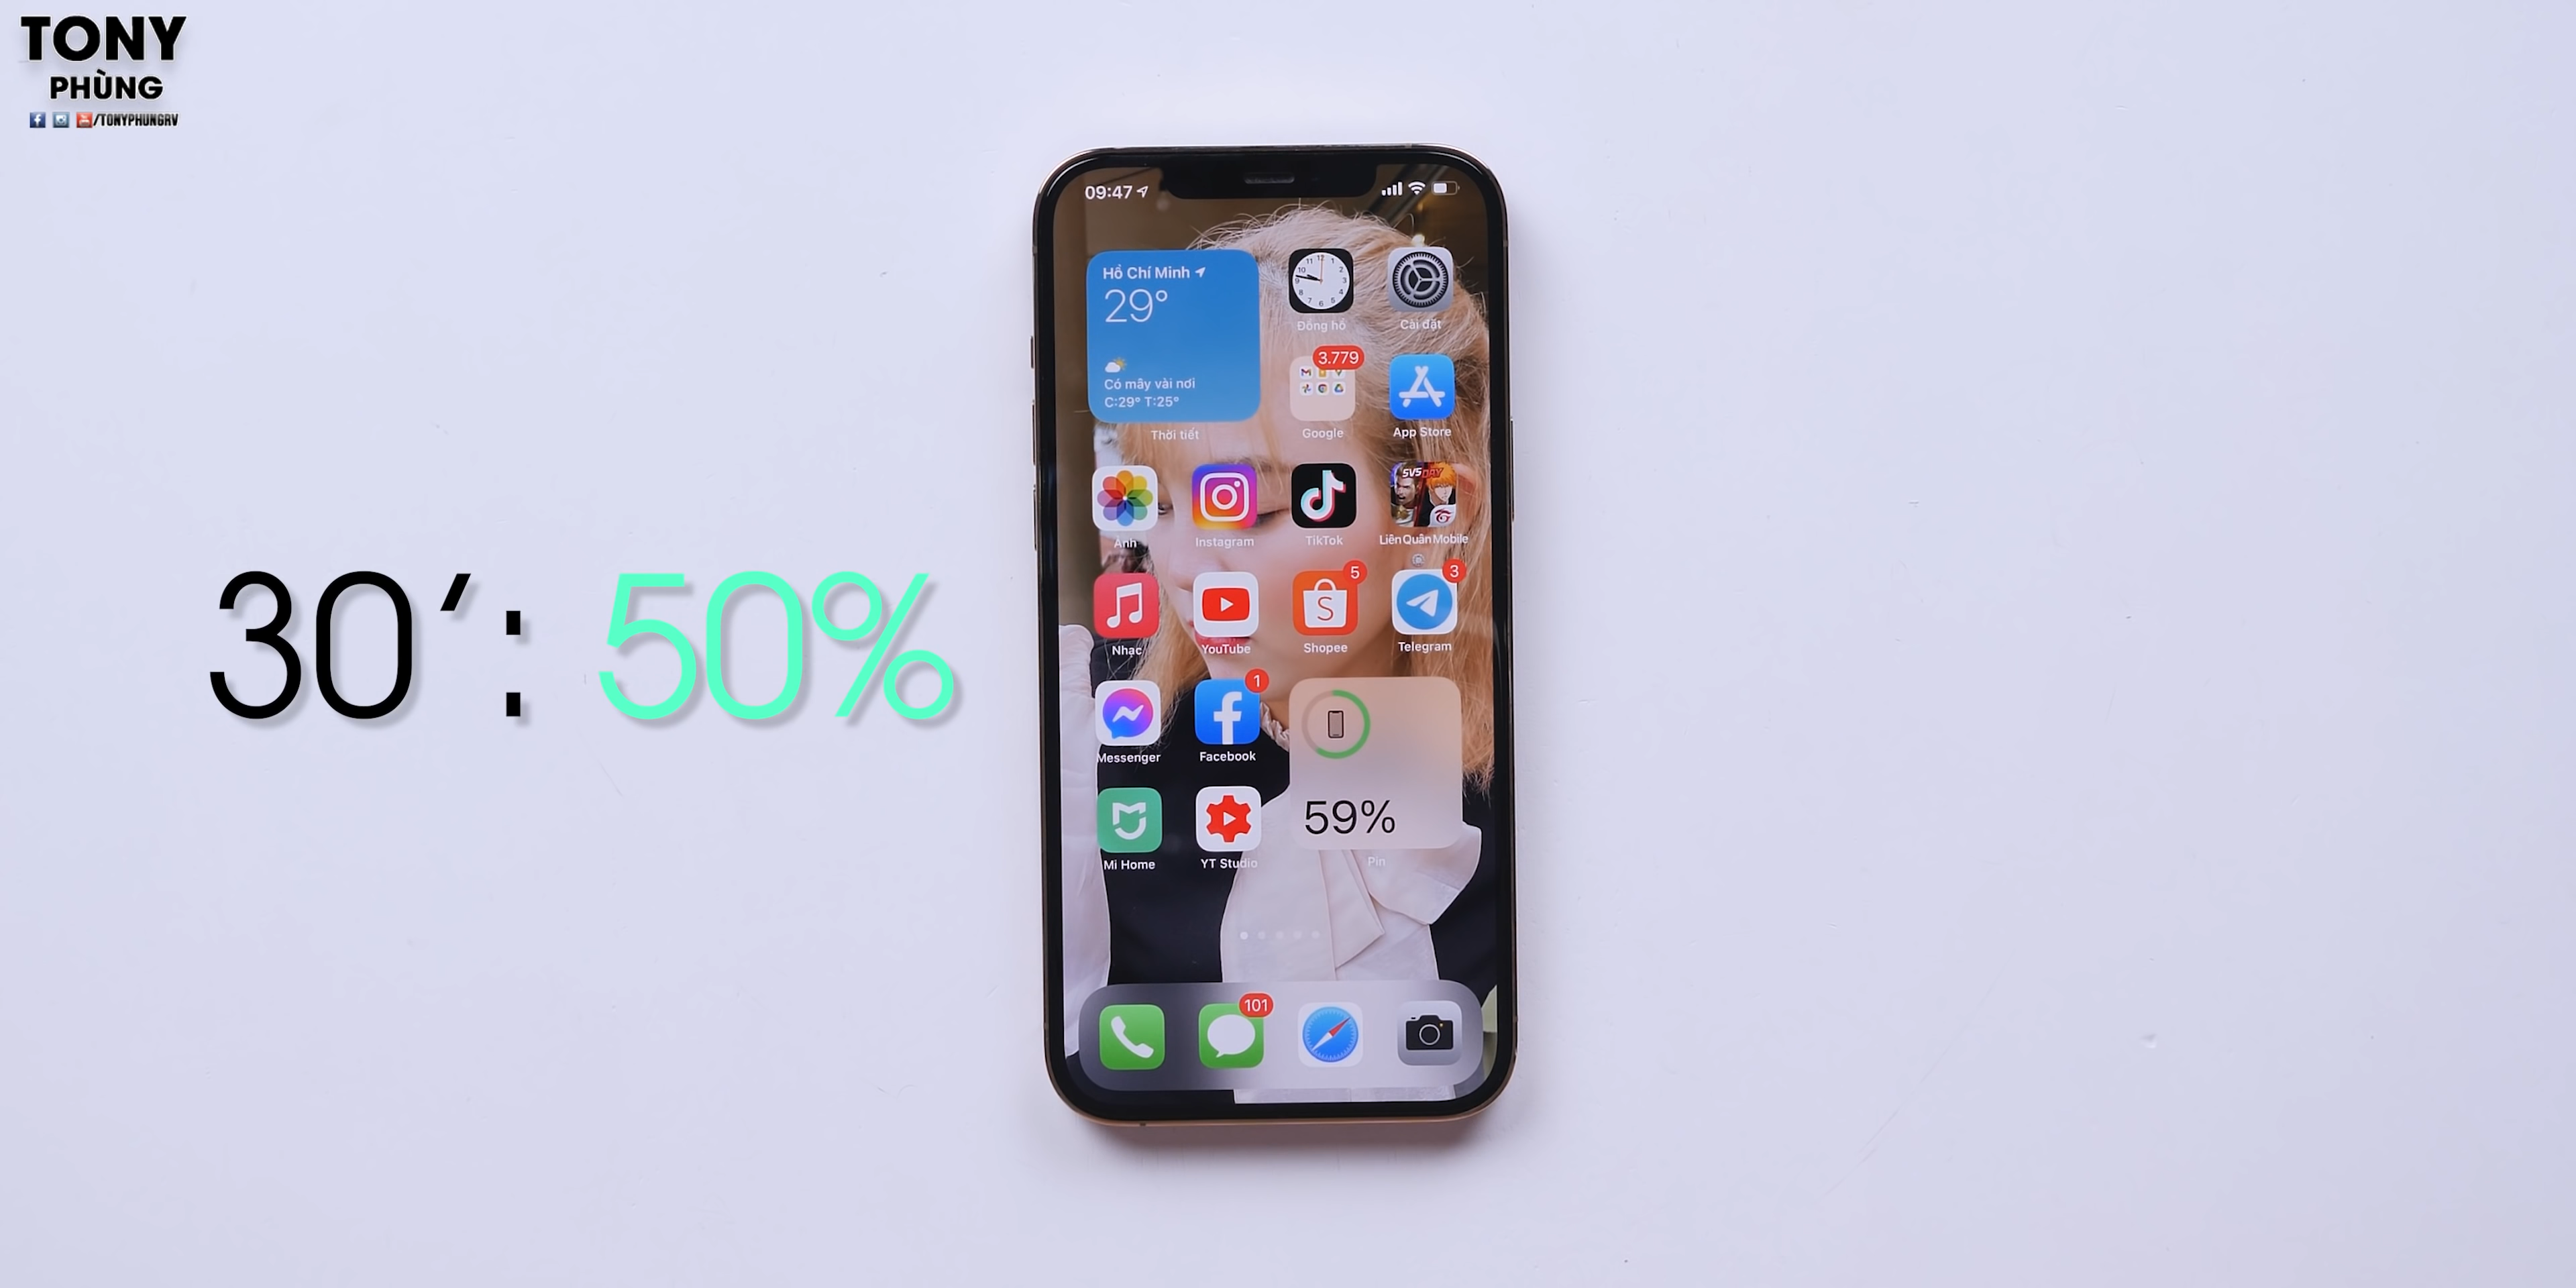 TONY
PHÙNG
/TONYPHUNGRV
30′: 50%
09:47
Hồ Chí Minh
29°
Có mây vài nơi
C:29° T:25°
Thời tiết
Đồng hồ
Cài đặt
3.779
Google
App Store
Ảnh
Instagram
TikTok
5V5 DAY
Liên Quân Mobile
Nhạc
YouTube
5
Shopee
3
Telegram
Messenger
1
Facebook
59%
Pin
Mi Home
YT Studio
101